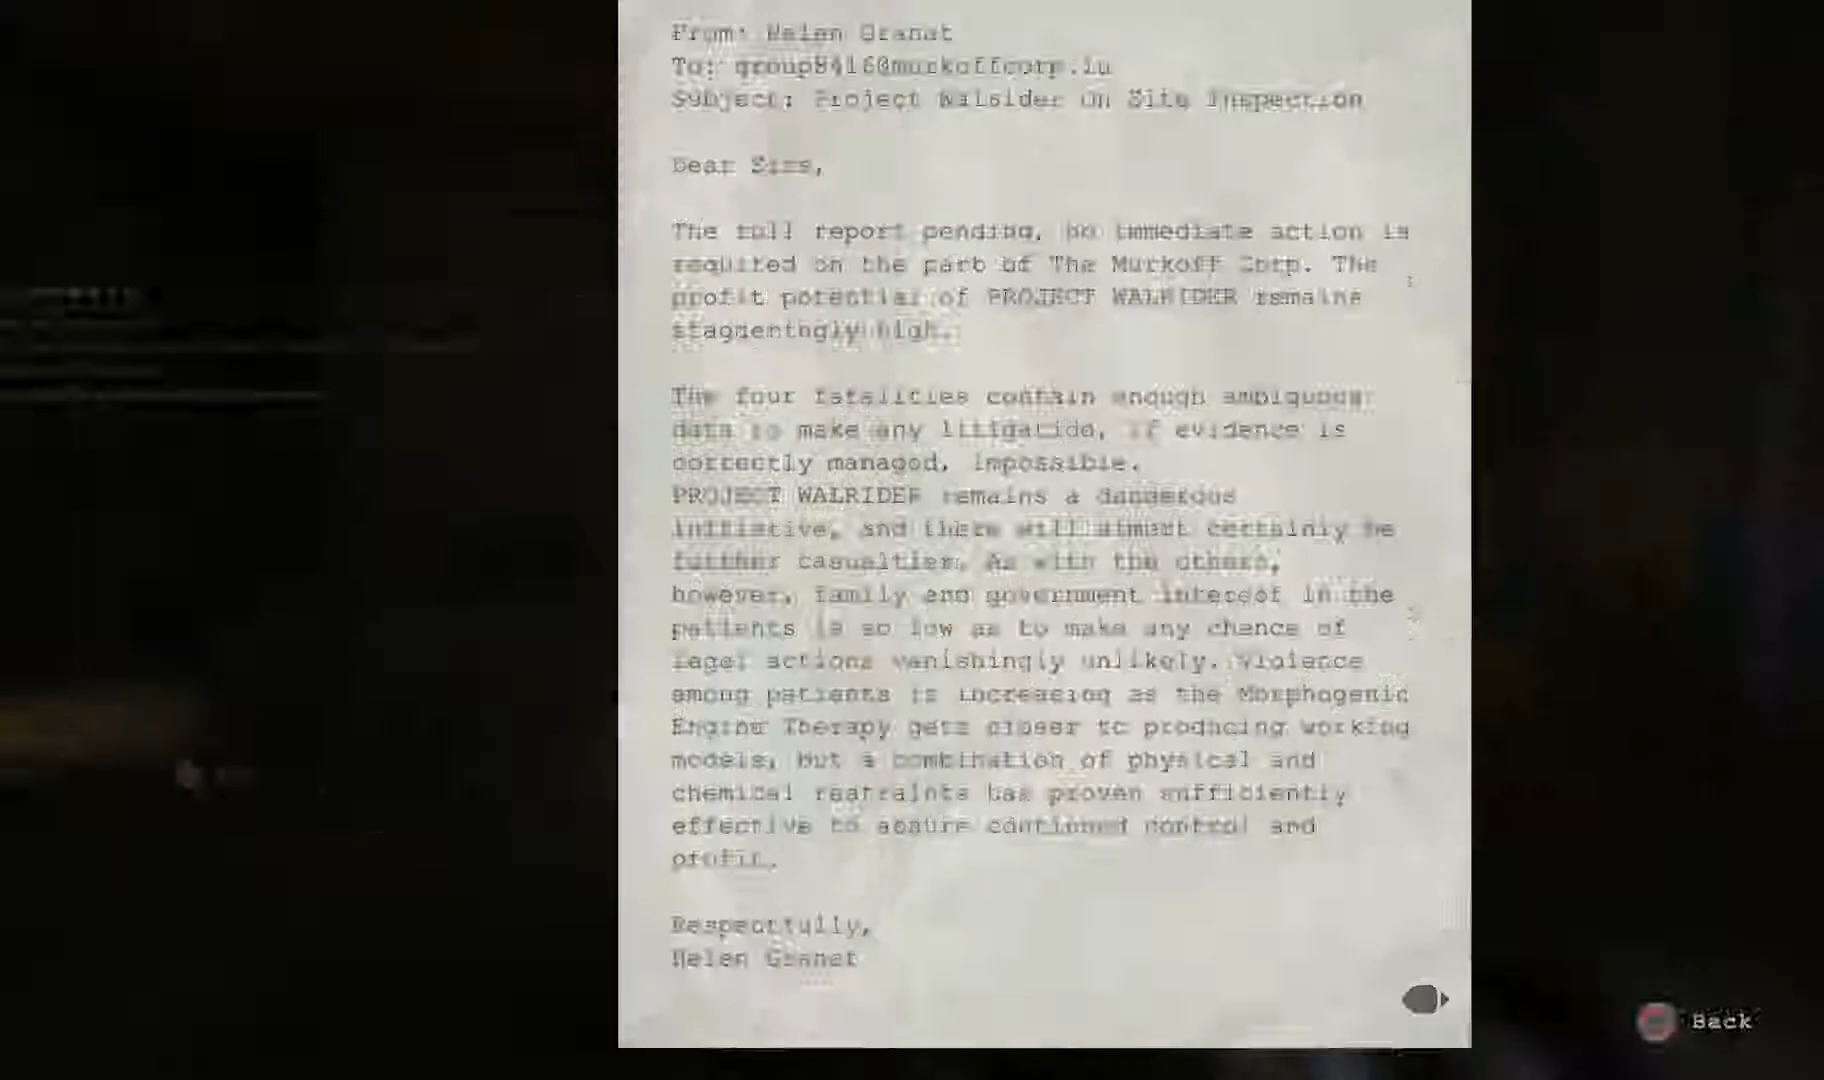 From: Helen Granat
To: group8416@murkoffcorp.lu
Subject: Project Walrider On Site Inspection
Dear Sirs,
The full report pending, no immediate action is
required on the part of The Murkoff Corp. The
profit potential of PROJECT WALRIDER remains
staggeringly high.
The four fatalities contain enough ambiguous
data to make any litigation, if evidence is
correctly managed, impossible.
PROJECT WALRIDER remains a dangerous
initiative, and there will almost certainly be
further casualties. As with the others,
however, family and government interest in the
patients is so low as to make any chance of
legal actions vanishingly unlikely. Violence
among patients is increasing as the Morphogenic
Engine Therapy gets closer to producing working
models, but a combination of physical and
chemical restraints has proven sufficiently
effective to assure continued control and
profit.
Respectfully,
Helen Granat
Back